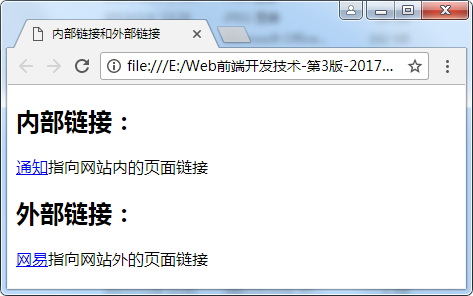 内部链接和外部链接
file:///E:/Web前端开发技术-第3版-2017...
内部链接：
通知指向网站内的页面链接
外部链接：
网易指向网站外的页面链接